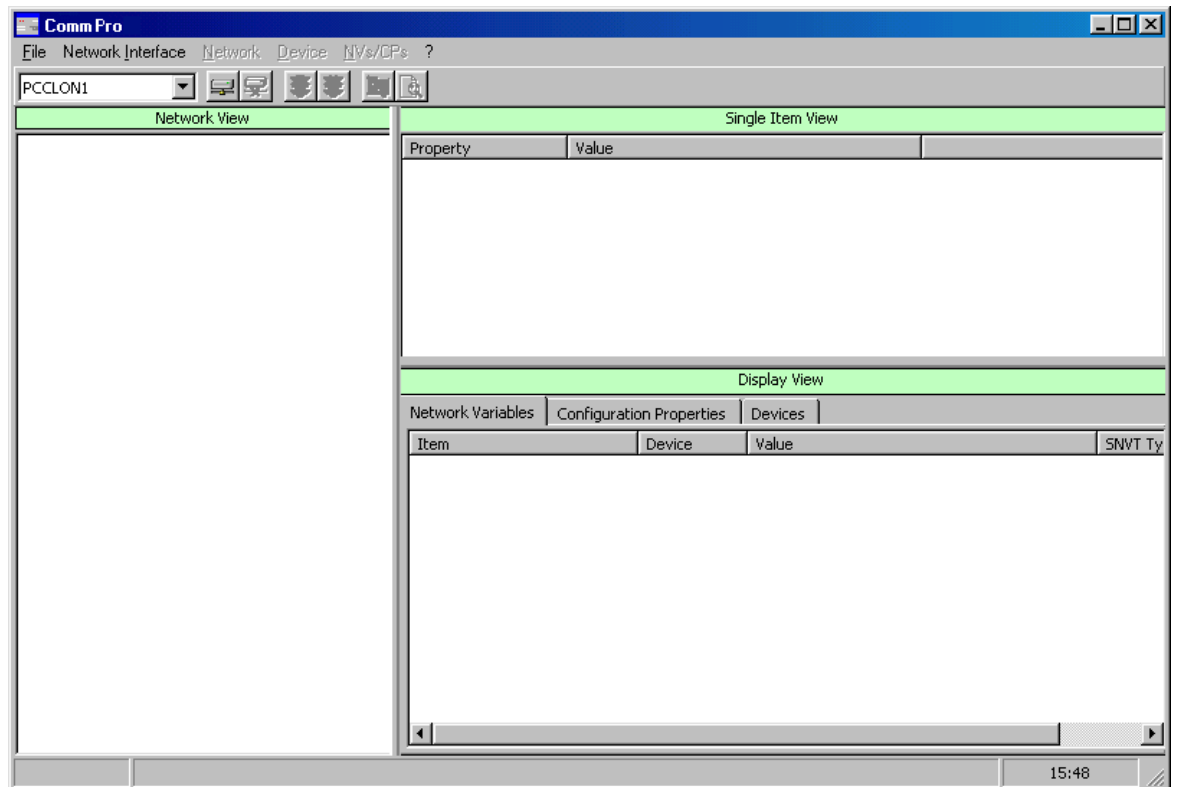 Comm Pro
File Network Interface Network Device NVs/CPs ?
PCCLON1
Network View
Single Item View
Property Value
Display View
Network Variables Configuration Properties Devices
Item Device Value SNVT Ty
15:48